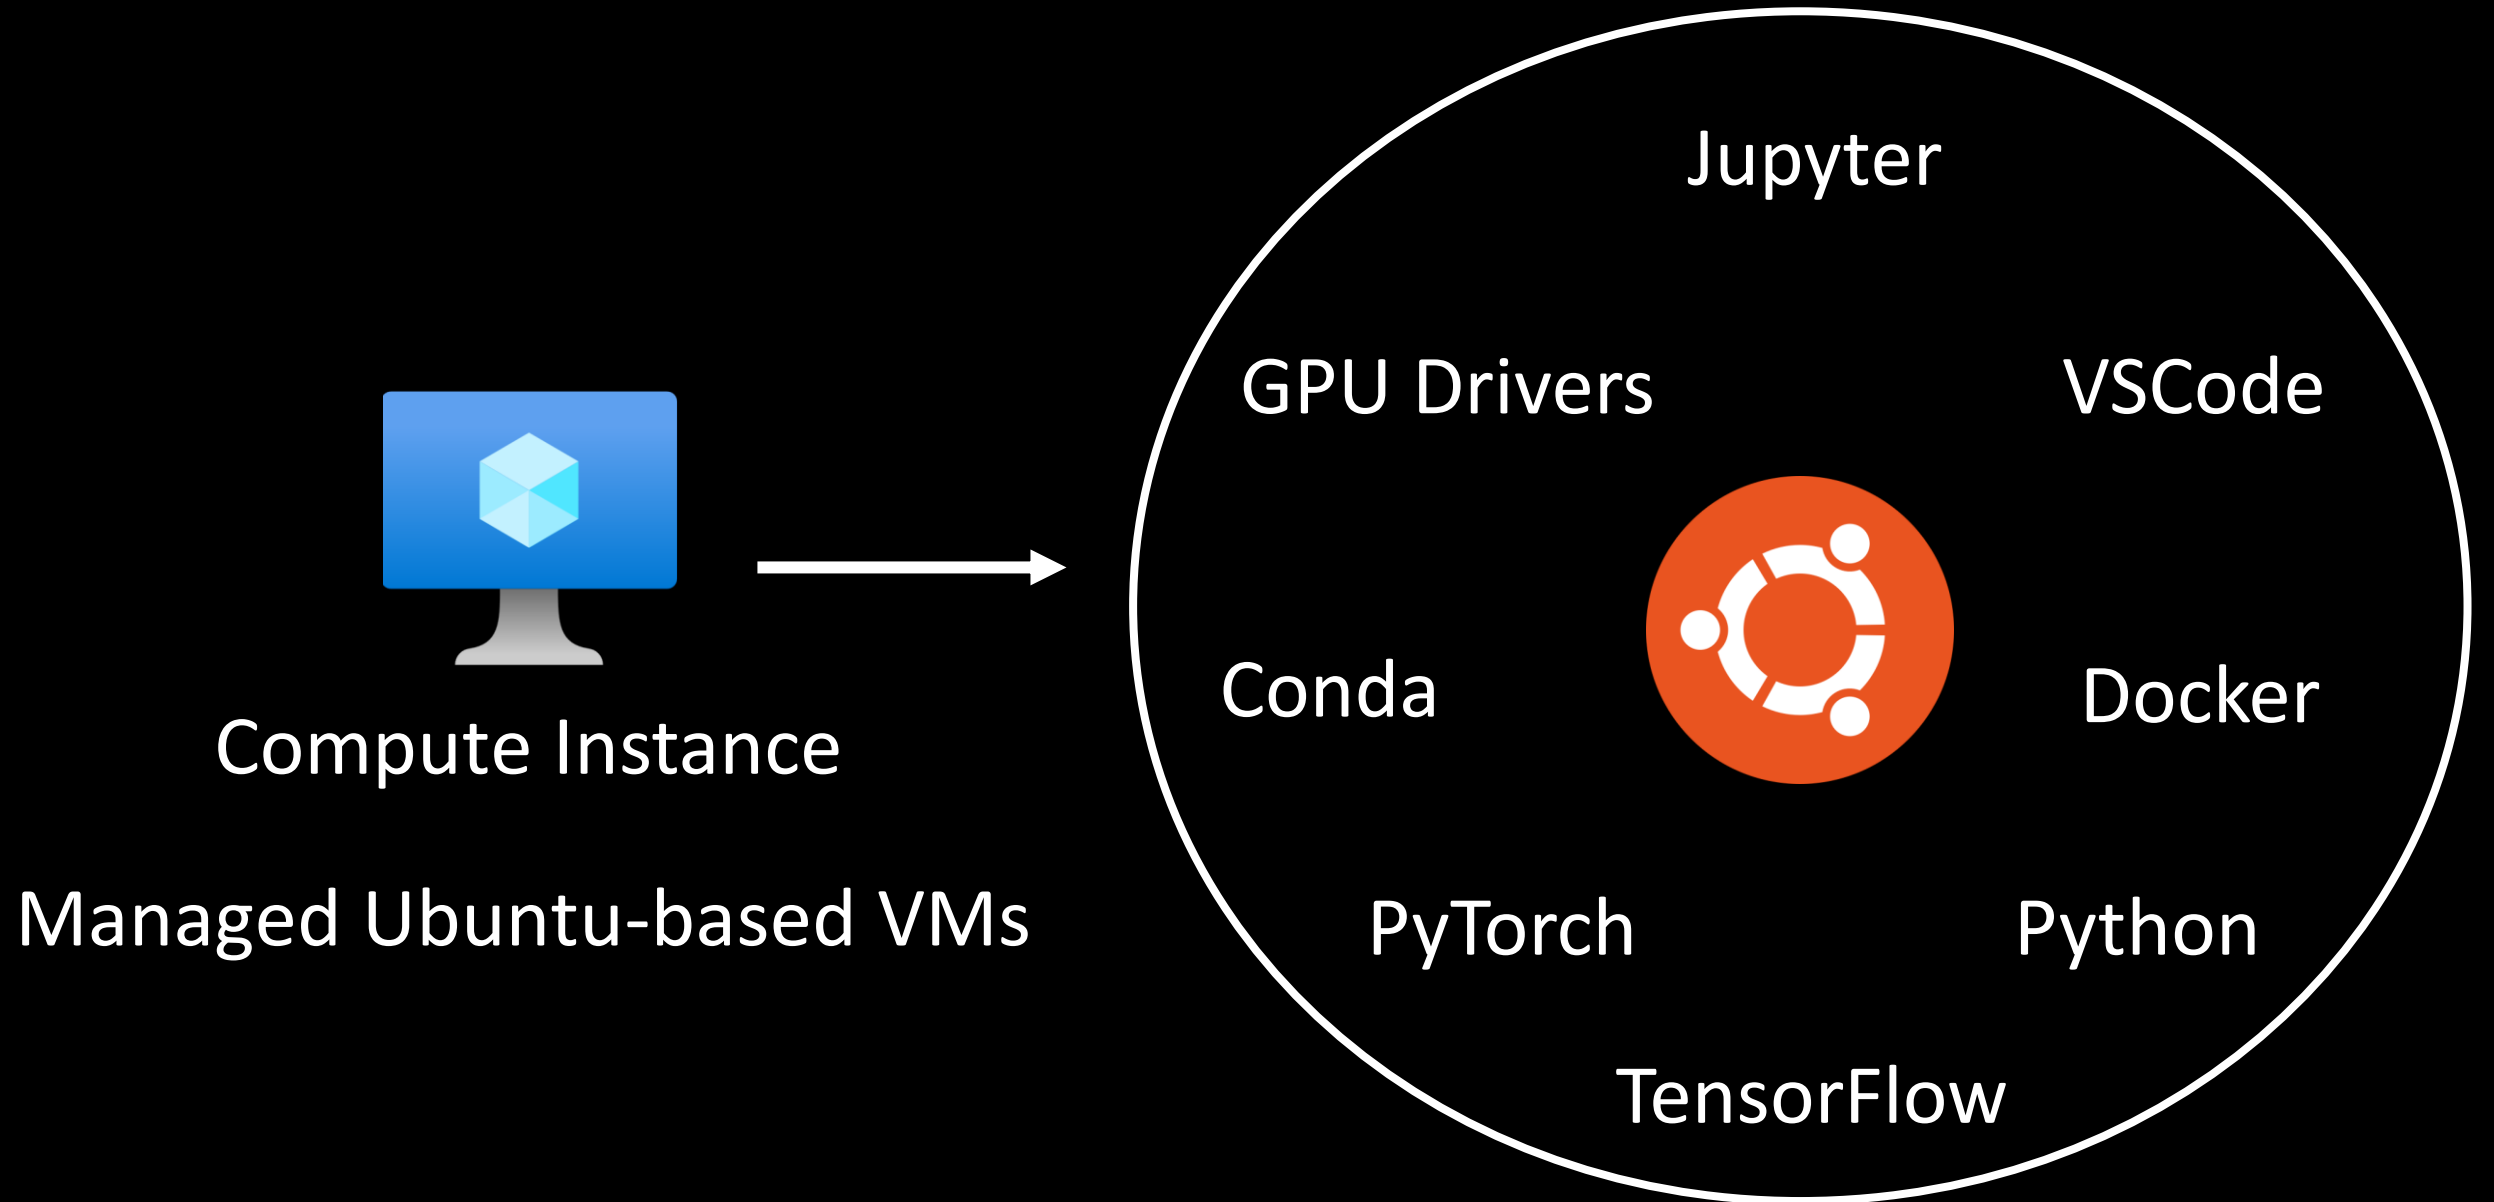 Jupyter
GPU Drivers
VSCode
Conda
Docker
Compute Instance
Managed Ubuntu-based VMs
PyTorch
Python
TensorFlow